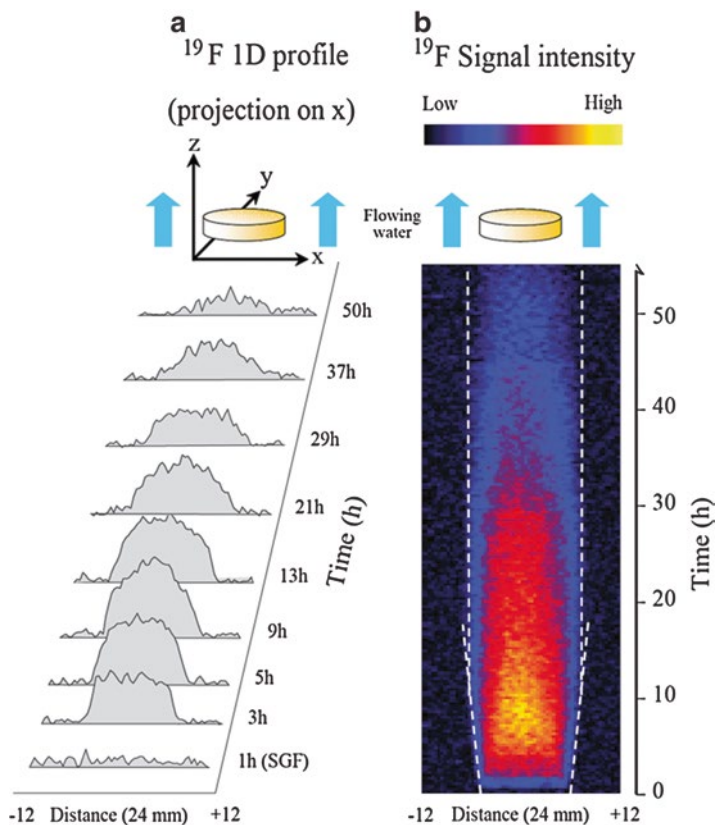 a
¹⁹F 1D profile
(projection on x)
z
y
x
50h
37h
29h
21h
13h
9h
5h
3h
1h (SGF)
Time (h)
-12 Distance (24 mm) +12
b
¹⁹F Signal intensity
Low High
Flowing
water
50
40
30
20
10
0
Time (h)
-12 Distance (24 mm) +12